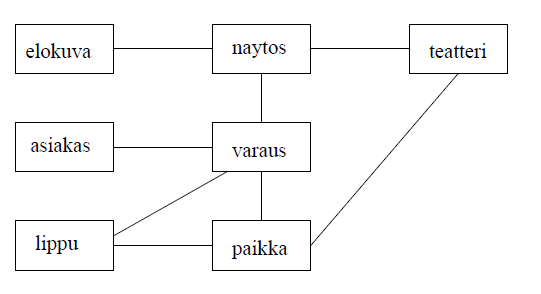 elokuva
naytos
teatteri
asiakas
varaus
lippu
paikka